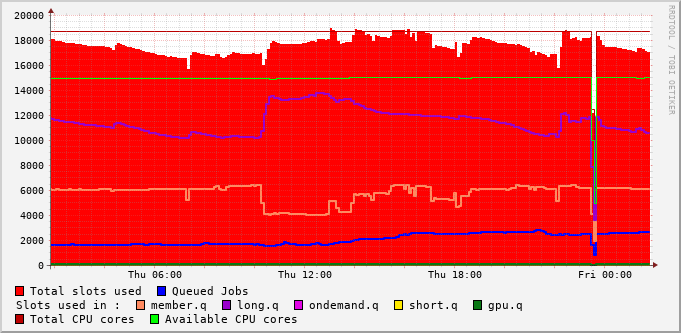 RRDTOOL / TOBI OETIKER
20000
18000
16000
14000
12000
10000
8000
6000
4000
2000
0
Thu 06:00 Thu 12:00 Thu 18:00 Fri 00:00
Total slots used Queued Jobs
Slots used in : member.q long.q ondemand.q short.q gpu.q
Total CPU cores Available CPU cores